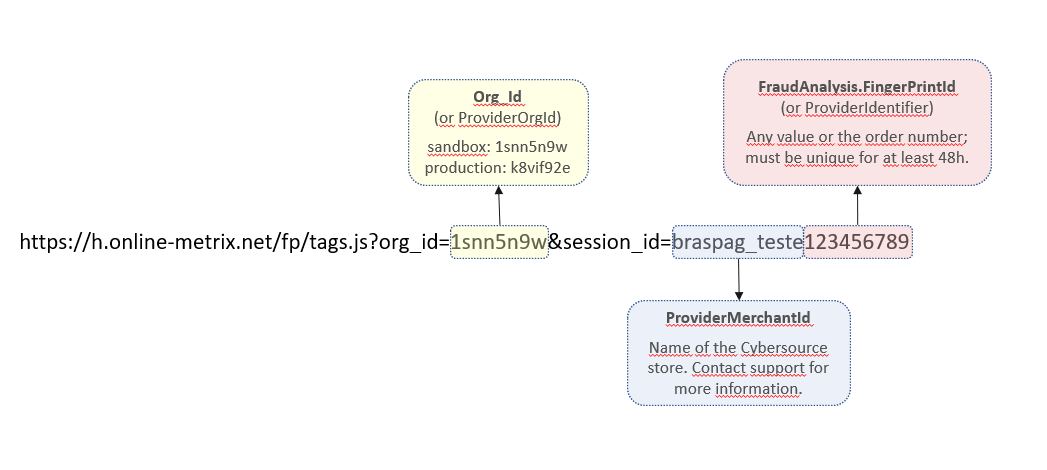 Org_Id
(or ProviderOrgId)
sandbox: 1snn5n9w
production: k8vif92e
FraudAnalysis.FingerPrintId
(or ProviderIdentifier)
Any value or the order number;
must be unique for at least 48h.
https://h.online-metrix.net/fp/tags.js?org_id=1snn5n9w&session_id=braspag_teste123456789
ProviderMerchantId
Name of the Cybersource
store. Contact support for
more information.